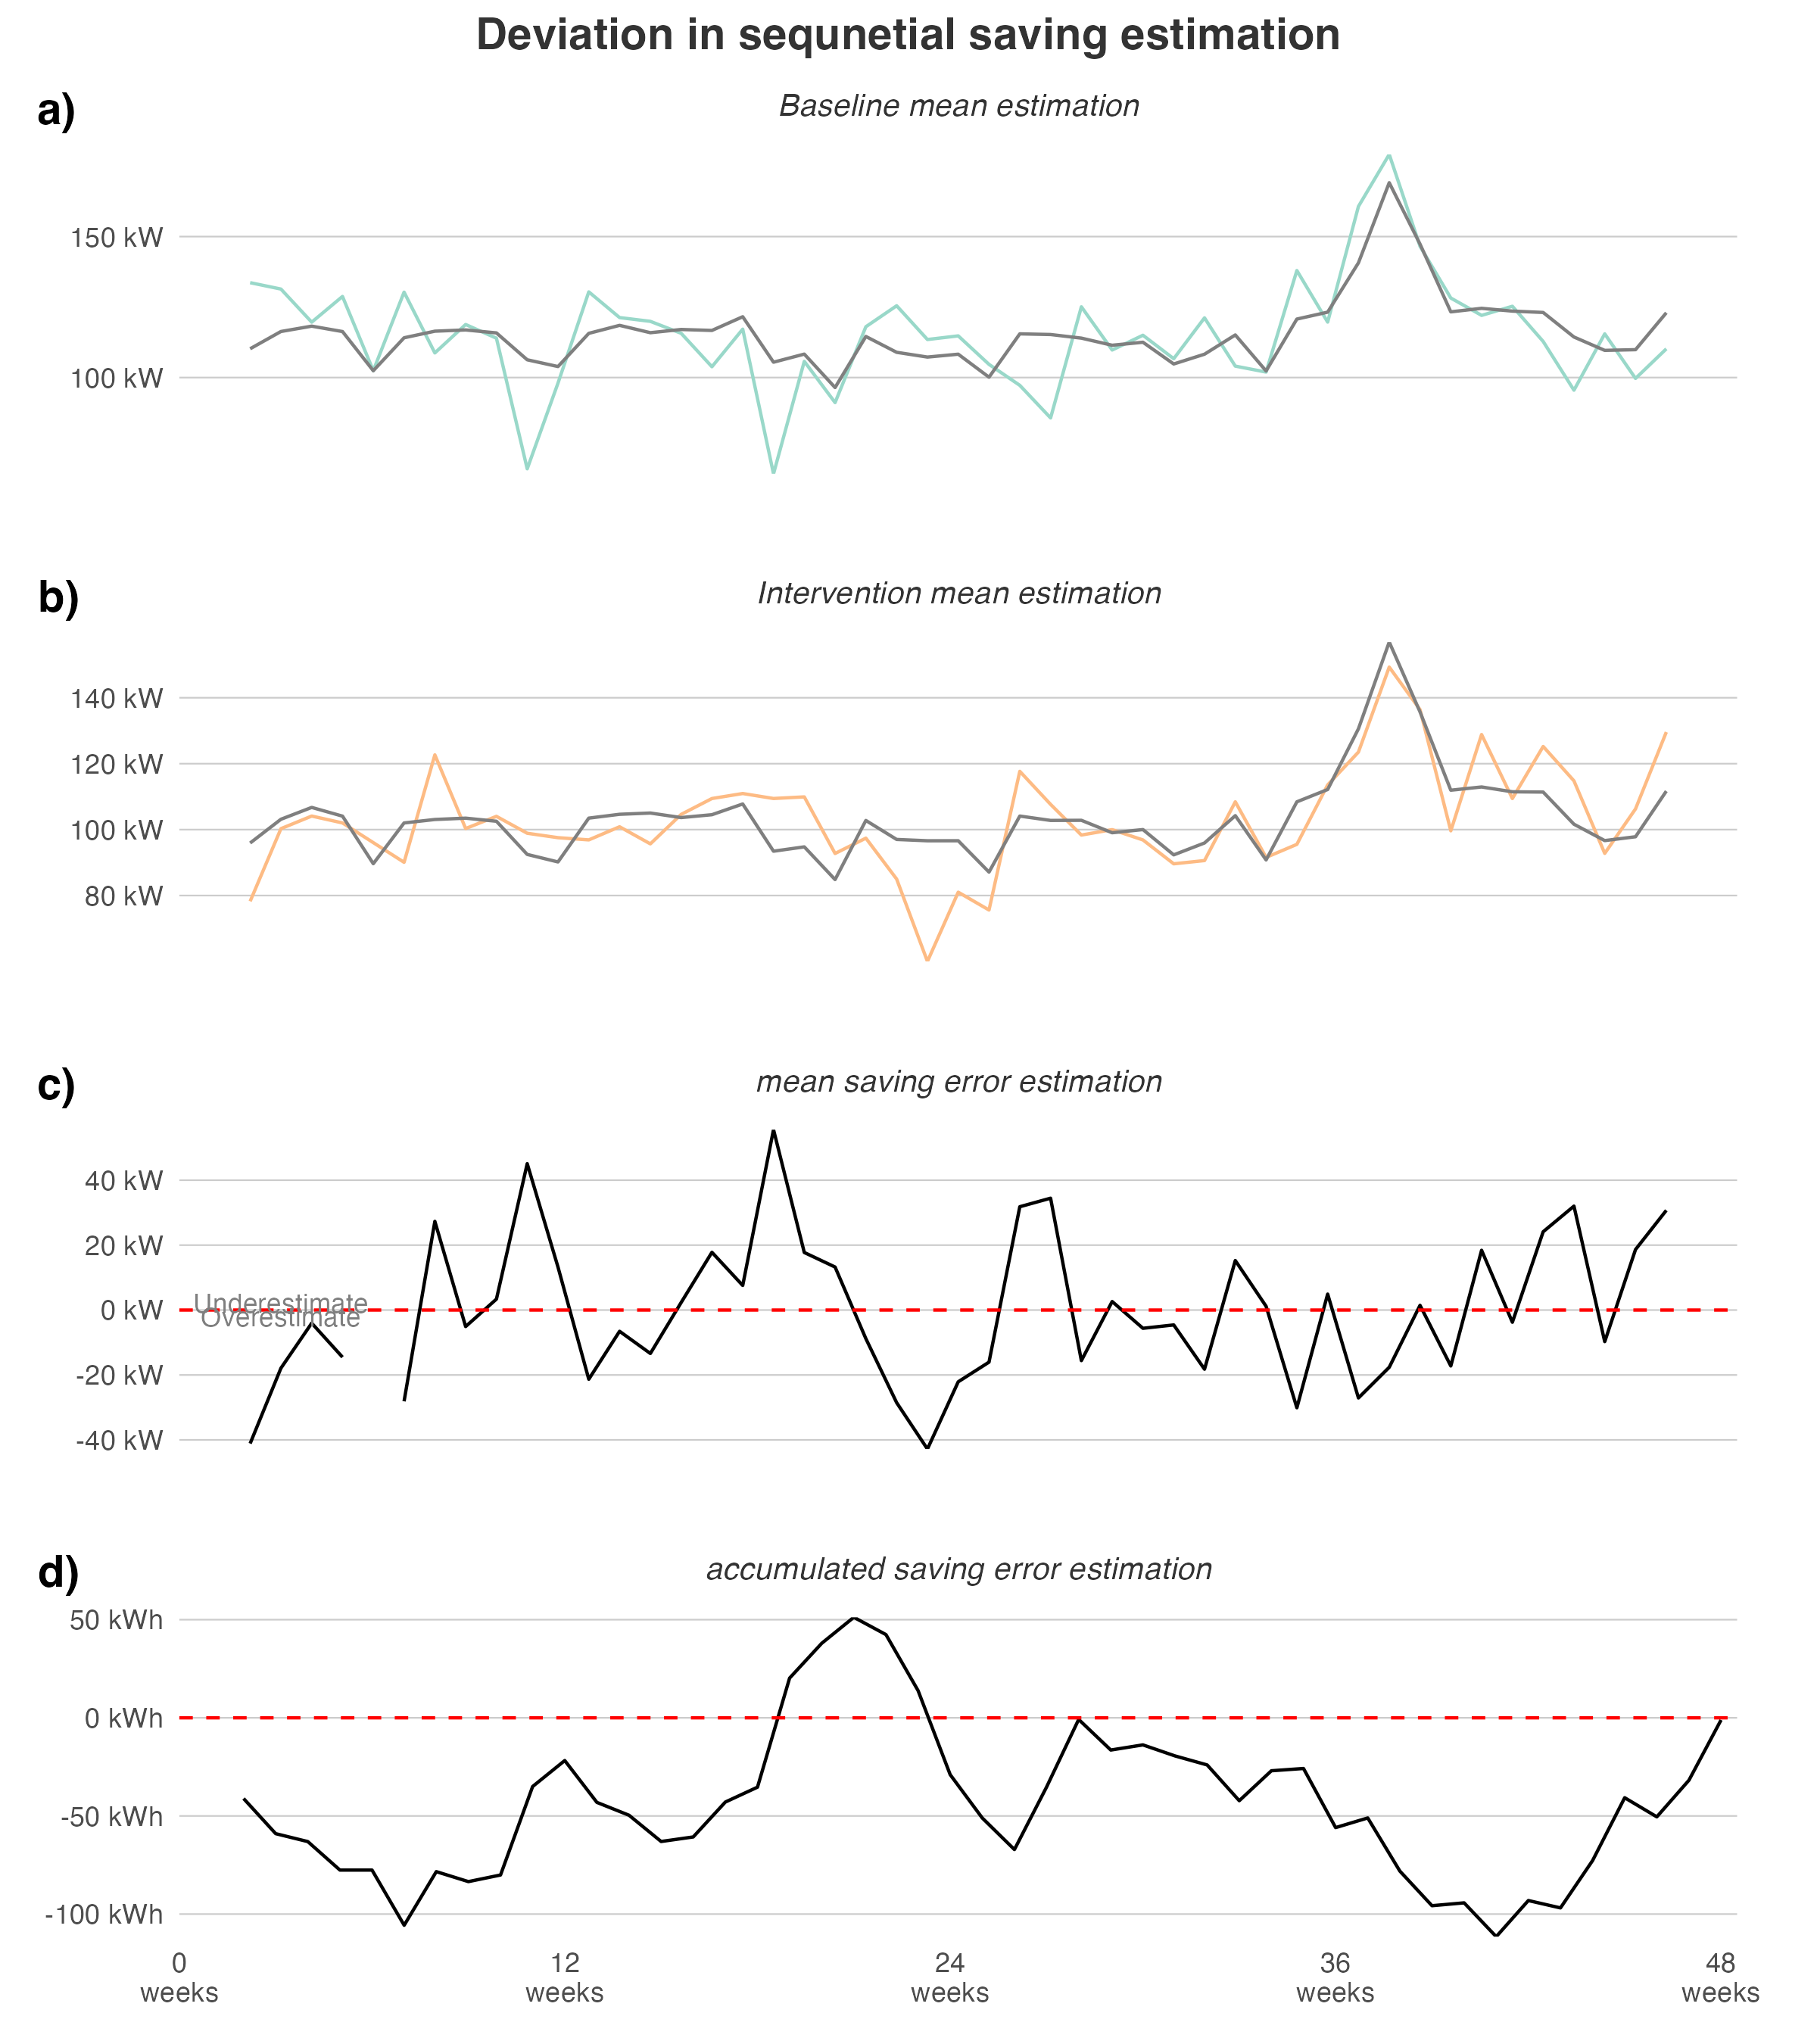 Deviation in sequnetial saving estimation
a)
Baseline mean estimation
150 kW
100 kW
b)
Intervention mean estimation
140 kW
120 kW
100 kW
80 kW
c)
mean saving error estimation
40 kW
20 kW
Underestimate
0 kW
Overestimate
-20 kW
-40 kW
d)
accumulated saving error estimation
50 kWh
0 kWh
-50 kWh
-100 kWh
0 12 24 36 48
weeks weeks weeks weeks weeks